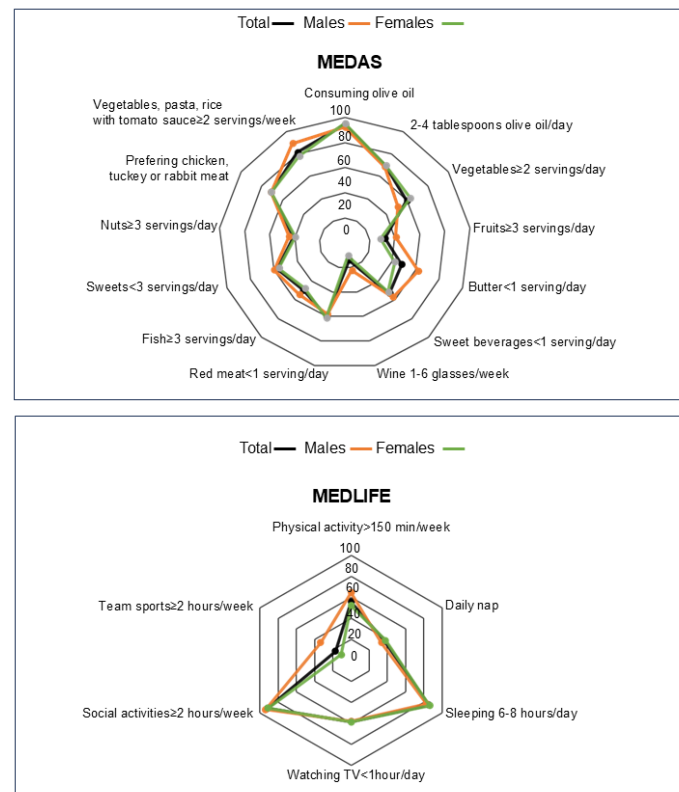 Total Males Females
MEDAS
Consuming olive oil
Vegetables, pasta, rice
with tomato sauce≥2 servings/week
2-4 tablespoons olive oil/day
Prefering chicken,
tuckey or rabbit meat
Vegetables≥2 servings/day
Nuts≥3 servings/day
Fruits≥3 servings/day
Sweets<3 servings/day
Butter<1 serving/day
Fish≥3 servings/day
Sweet beverages<1 serving/day
Red meat<1 serving/day
Wine 1-6 glasses/week
100
80
60
40
20
0
Total Males Females
MEDLIFE
Physical activity>150 min/week
100
80
60
40
20
0
Team sports≥2 hours/week
Daily nap
Social activities≥2 hours/week
Sleeping 6-8 hours/day
Watching TV<1hour/day